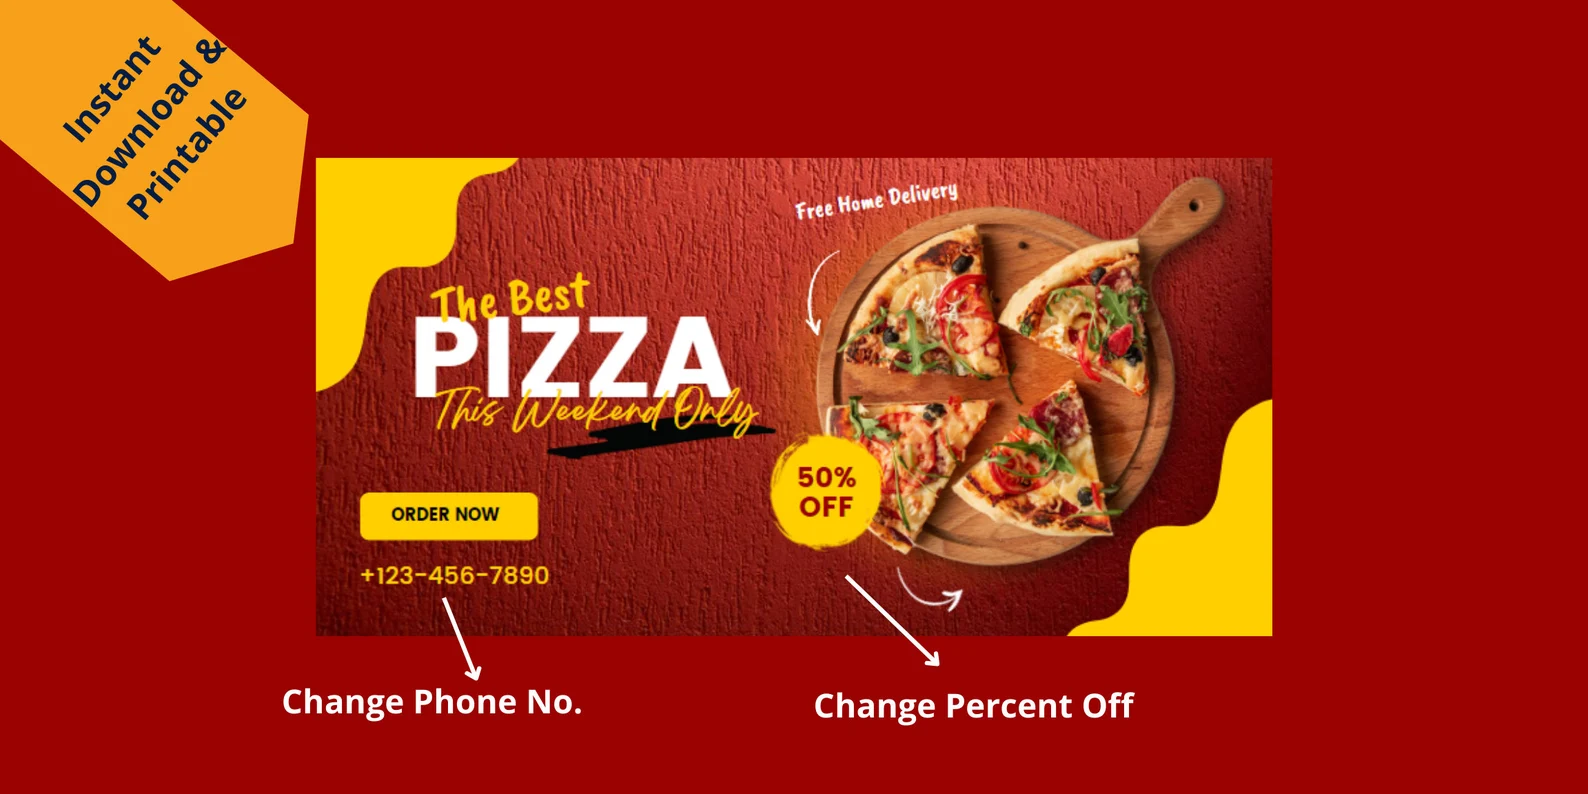 Instant
Download &
Printable
Free Home Delivery
The Best
PIZZA
This Weekend Only
50%
OFF
ORDER NOW
+123-456-7890
Change Phone No.
Change Percent Off